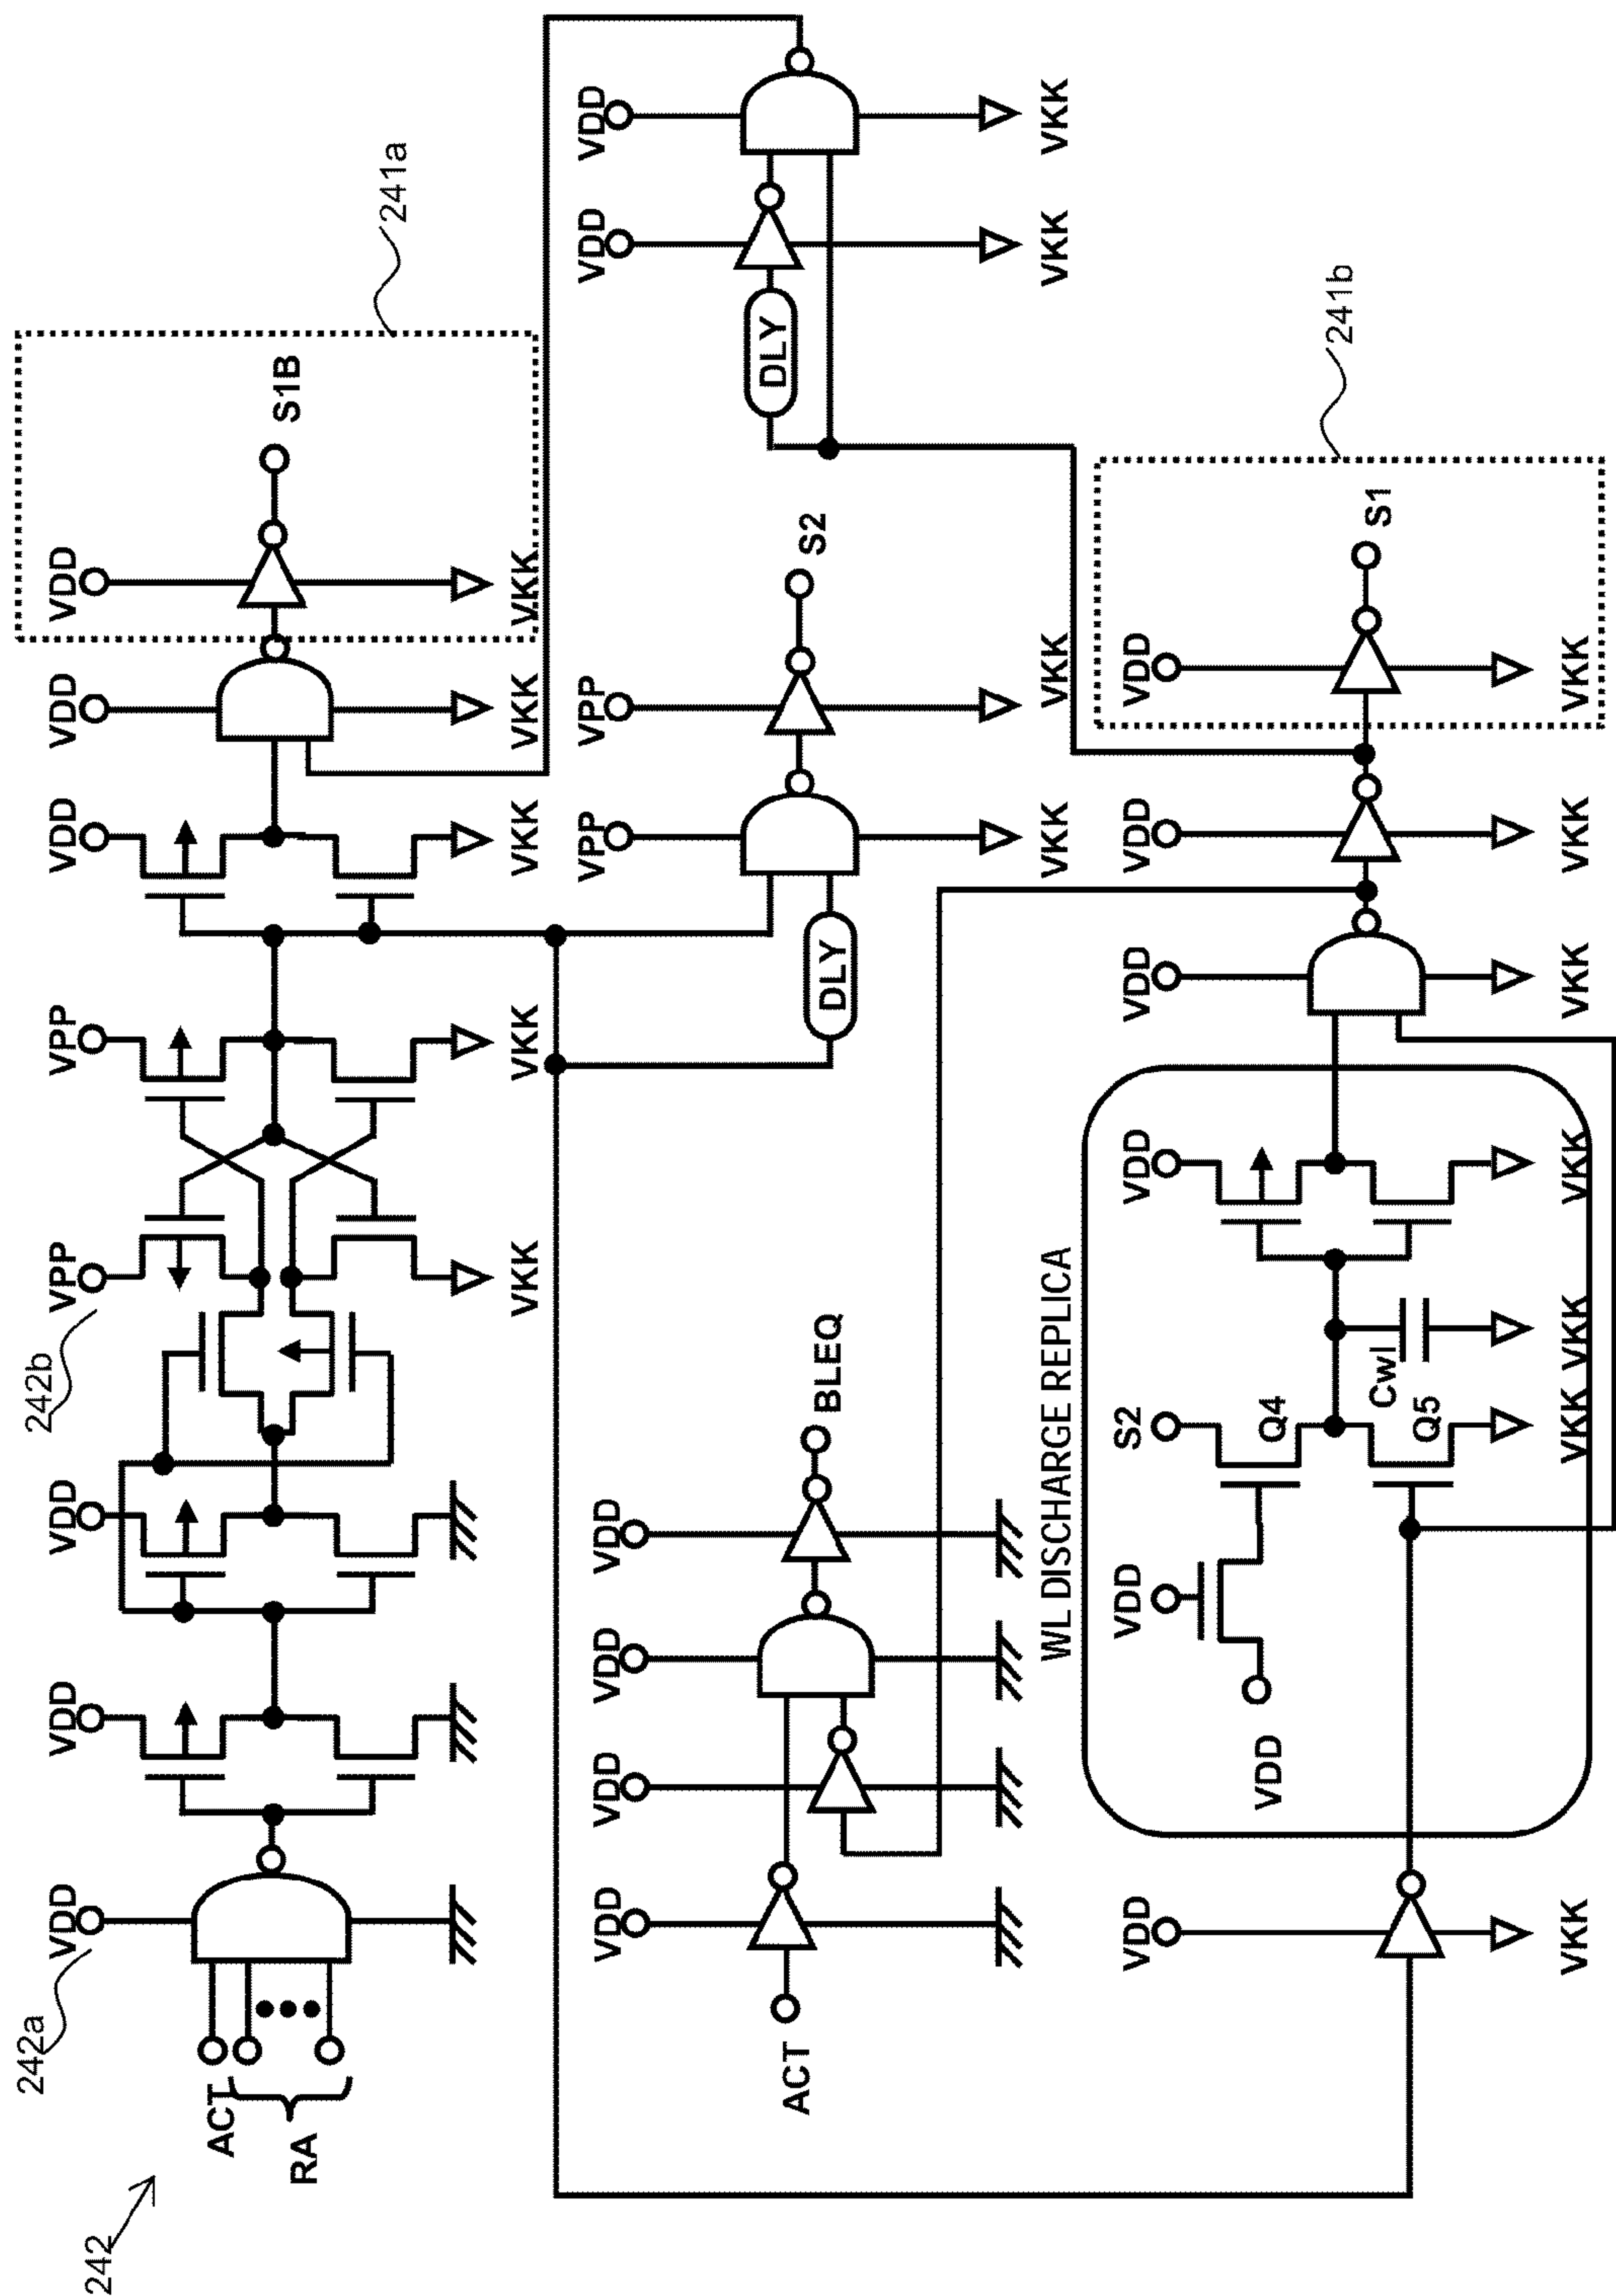 242
242a
242b
241a
VDD
VDD
VDD
VPP
VPP
VDD
VDD
VDD
ACT
RA
S1B
VKK
VKK
VKK
VKK
VKK
VPP
VPP
VDD
VDD
DLY
S2
DLY
VKK
VKK
VKK
VKK
VDD
VDD
VDD
VDD
ACT
BLEQ
241b
WL DISCHARGE REPLICA
VDD
VDD
S2
VDD
VDD
VDD
VDD
VDD
Q4
Cwl
Q5
S1
VKK
VKK
VKK
VKK
VKK
VKK
VKK